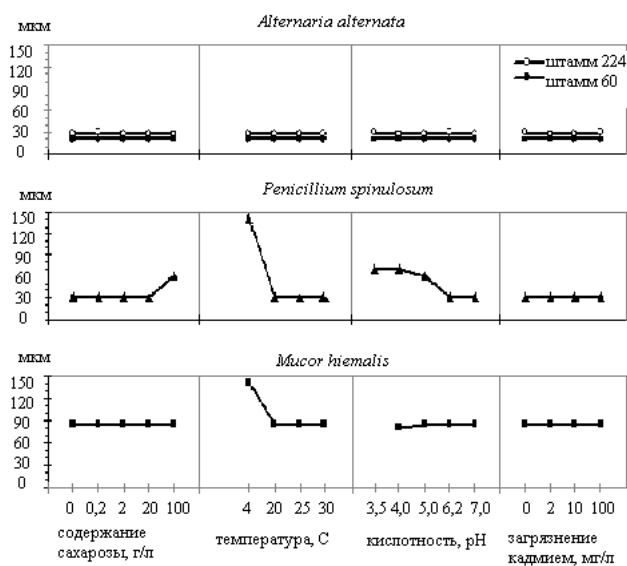 мкм
Alternaria alternata
150
120
90
60
30
0
штамм 224
штамм 60
мкм
Penicillium spinulosum
150
120
90
60
30
0
мкм
Mucor hiemalis
150
120
90
60
30
0
0 0,2 2 20 100
4 20 25 30
3,5 4,0 5,0 6,2 7,0
0 2 10 100
содержание
сахарозы, г/л
температура, С
кислотность, pH
загрязнение
кадмием, мг/л